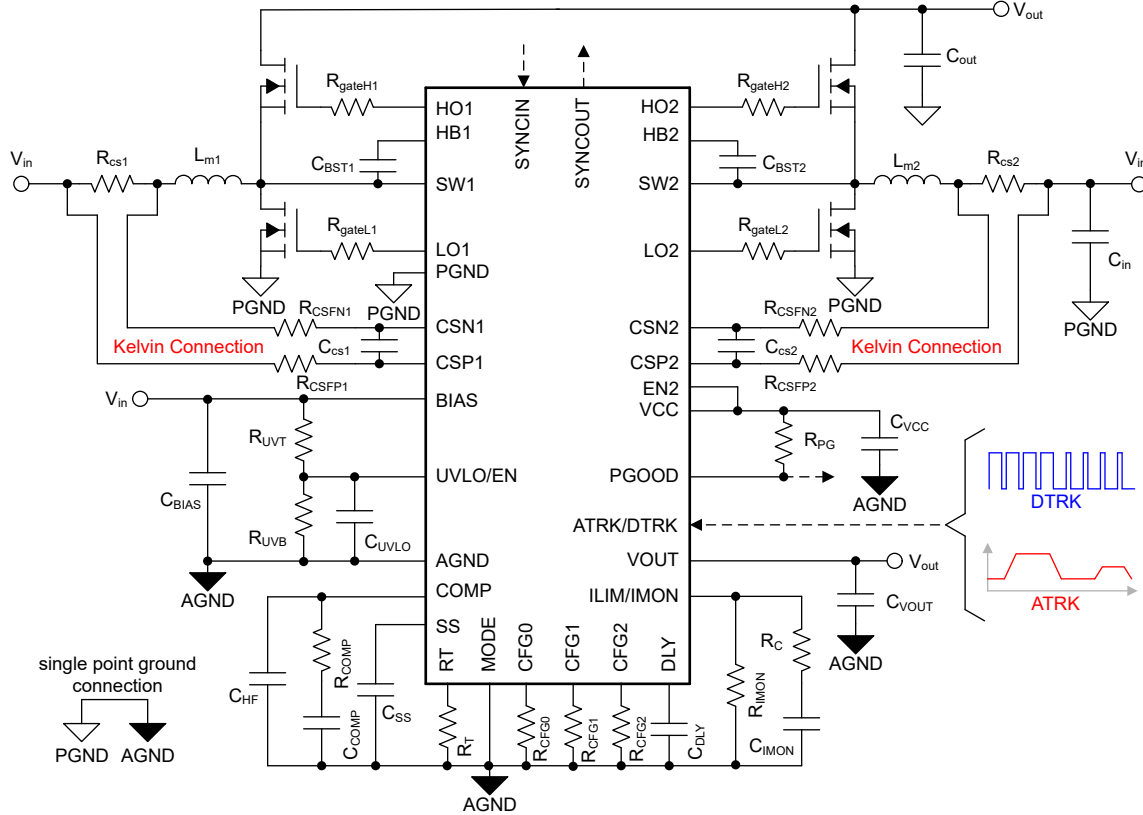 Vout
Cout
RgateH1
HO1
HB1
SYNCIN
SYNCOUT
HO2
HB2
RgateH2
Vin
Rcs1
Lm1
CBST1
SW1
SW2
CBST2
Lm2
Rcs2
Vin
RgateL1
LO1
PGND
LO2
RgateL2
Cin
PGND
PGND
PGND
PGND
RCSFN1
CSN1
CSN2
RCSFN2
Kelvin Connection
Ccs1
Ccs2
Kelvin Connection
CSP1
CSP2
RCSFP1
EN2
RCSFP2
Vin
BIAS
VCC
RUVT
RPG
CVCC
UVLO/EN
PGOOD
CBIAS
RUVB
CUVLO
AGND
DTRK
ATRK/DTRK
AGND
VOUT
Vout
AGND
COMP
ILIM/IMON
CVOUT
ATRK
SS
RT
MODE
CFG0
CFG1
CFG2
DLY
RC
AGND
single point ground
connection
CHF
RCOMP
CCOMP
CSS
RT
RCFG0
RCFG1
RCFG2
CDLY
RIMON
CIMON
PGND
AGND
AGND